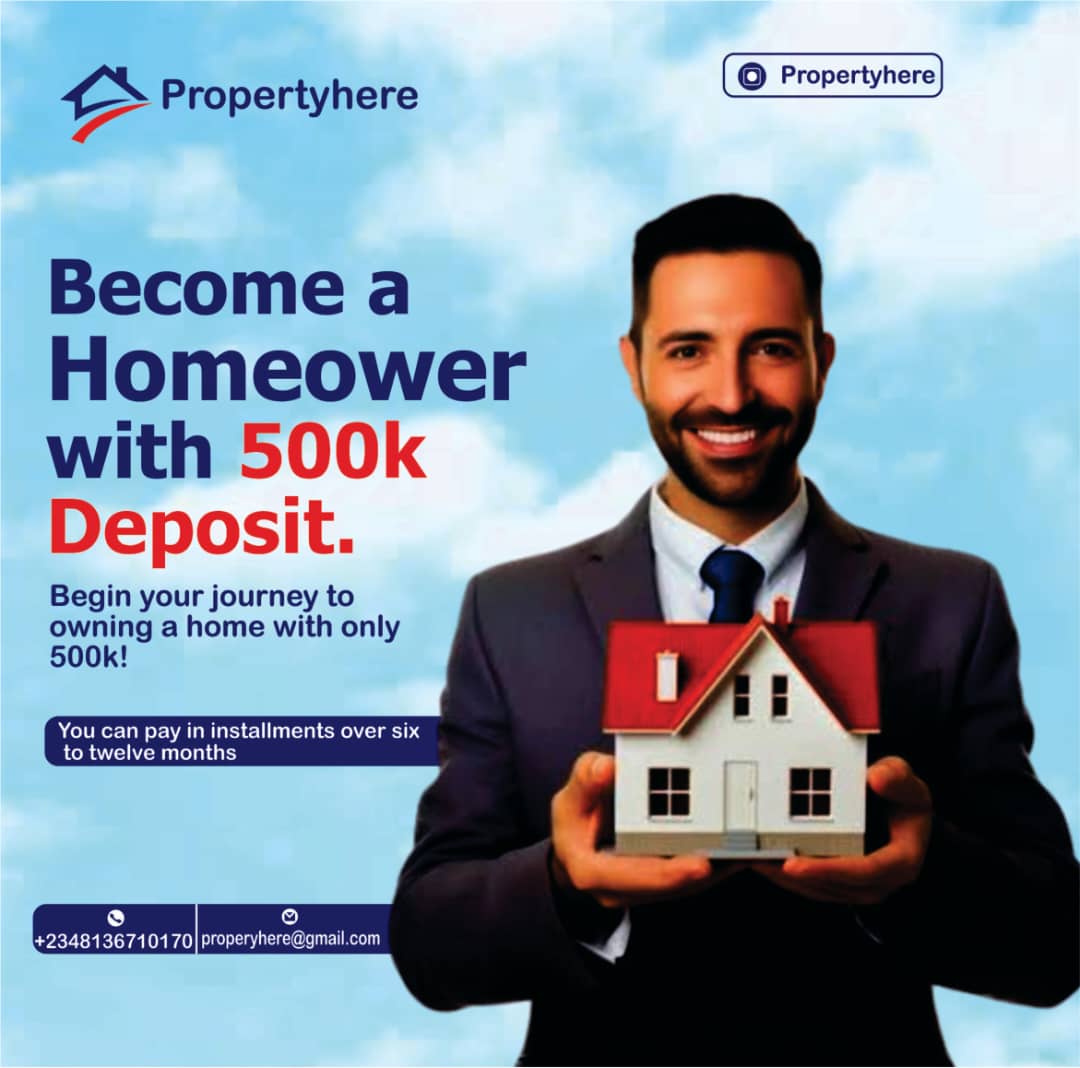 Propertyhere
Propertyhere
Become a
Homeower
with 500k
Deposit.
Begin your journey to
owning a home with only
500k!
You can pay in installments over six
to twelve months
+2348136710170
properyhere@gmail.com